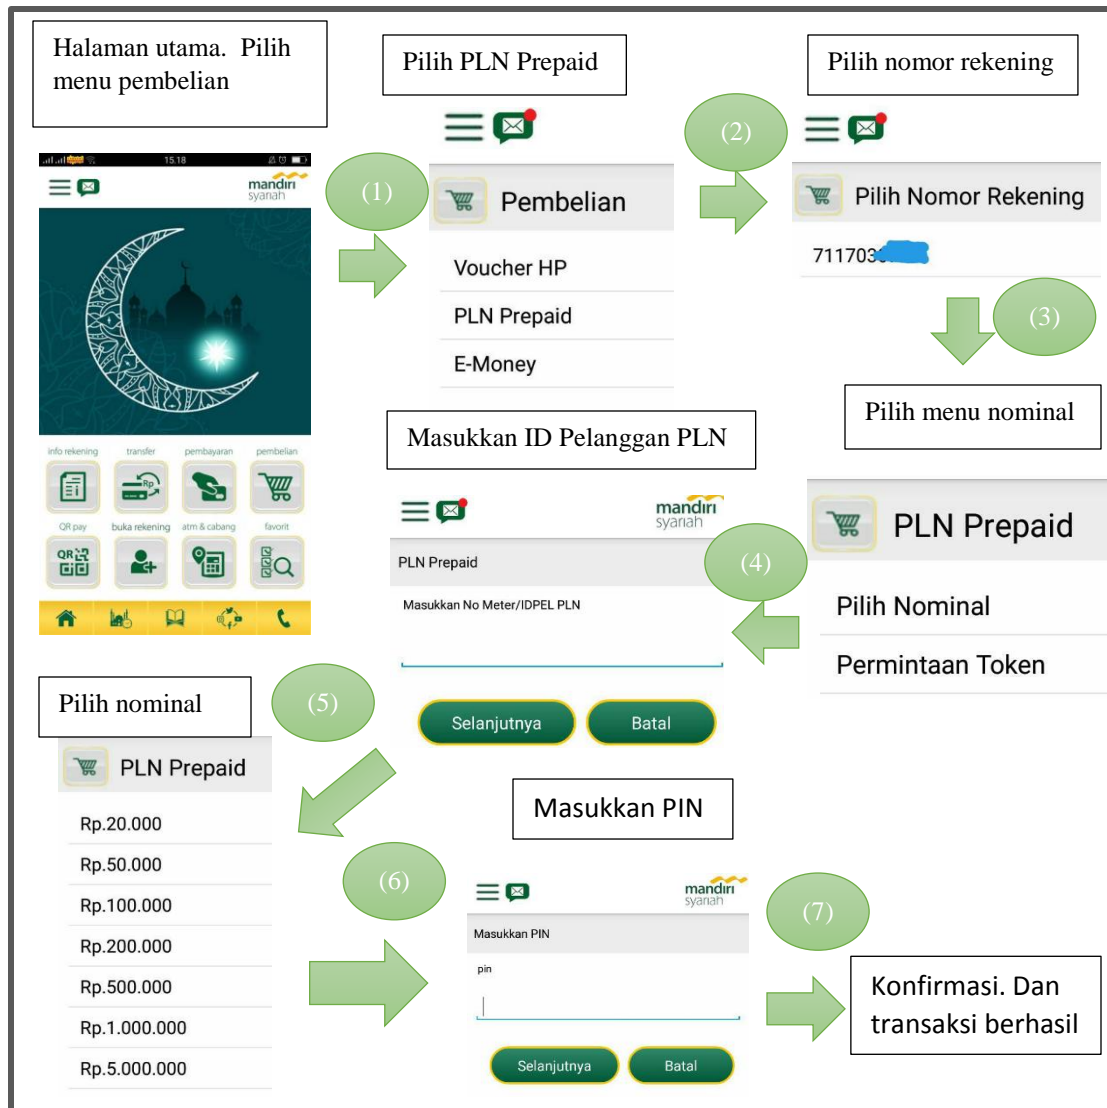 Halaman utama.  Pilih
menu pembelian
15.18
mandiri
syariah
info rekening
transfer
pembayaran
pembelian
Rp
QR pay
buka rekening
atm & cabang
favorit
QR
(1)
Pilih PLN Prepaid
Pembelian
Voucher HP
PLN Prepaid
E-Money
(2)
Pilih nomor rekening
Pilih Nomor Rekening
(3)
Pilih menu nominal
PLN Prepaid
Pilih Nominal
Permintaan Token
(4)
Masukkan ID Pelanggan PLN
mandiri
syariah
PLN Prepaid
Masukkan No Meter/IDPEL PLN
Selanjutnya
Batal
(5)
Pilih nominal
PLN Prepaid
Rp.20.000
Rp.50.000
Rp.100.000
Rp.200.000
Rp.500.000
Rp.1.000.000
Rp.5.000.000
(6)
Masukkan PIN
mandiri
syariah
Masukkan PIN
pin
Selanjutnya
Batal
(7)
Konfirmasi. Dan
transaksi berhasil